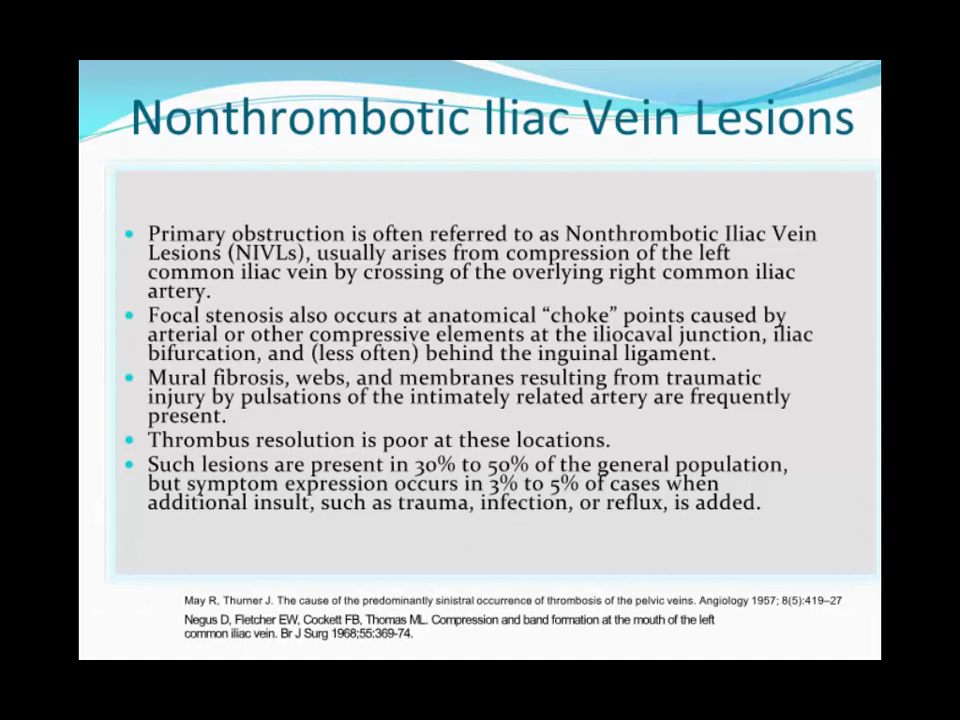 Nonthrombotic Iliac Vein Lesions
• Primary obstruction is often referred to as Nonthrombotic Iliac Vein
Lesions (NIVLs), usually arises from compression of the left
common iliac vein by crossing of the overlying right common iliac
artery.
• Focal stenosis also occurs at anatomical “choke” points caused by
arterial or other compressive elements at the iliocaval junction, iliac
bifurcation, and (less often) behind the inguinal ligament.
• Mural fibrosis, webs, and membranes resulting from traumatic
injury by pulsations of the intimately related artery are frequently
present.
• Thrombus resolution is poor at these locations.
• Such lesions are present in 30% to 50% of the general population,
but symptom expression occurs in 3% to 5% of cases when
additional insult, such as trauma, infection, or reflux, is added.
May R, Thurner J. The cause of the predominantly sinistral occurrence of thrombosis of the pelvic veins. Angiology 1957; 8(5):419–27
Negus D, Fletcher EW, Cockett FB, Thomas ML. Compression and band formation at the mouth of the left
common iliac vein. Br J Surg 1968;55:369-74.